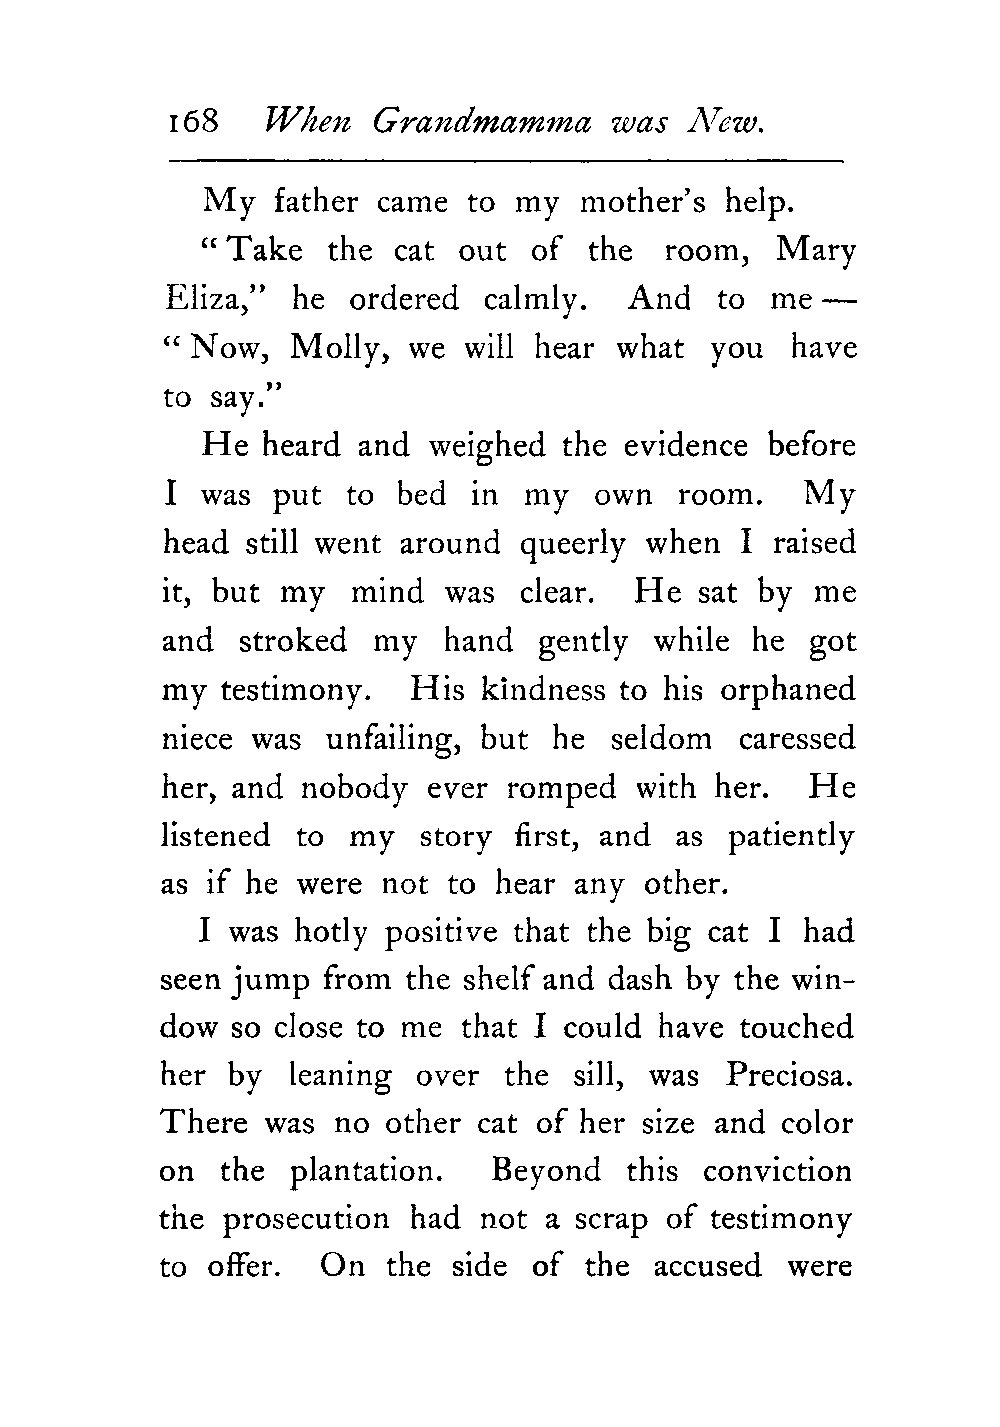 168 When Grandmamma was New.
My father came to my mother's help.
"Take the cat out of the room, Mary
Eliza," he ordered calmly. And to me —
"Now, Molly, we will hear what you have
to say."
He heard and weighed the evidence before
I was put to bed in my own room. My
head still went around queerly when I raised
it, but my mind was clear. He sat by me
and stroked my hand gently while he got
my testimony. His kindness to his orphaned
niece was unfailing, but he seldom caressed
her, and nobody ever romped with her. He
listened to my story first, and as patiently
as if he were not to hear any other.
I was hotly positive that the big cat I had
seen jump from the shelf and dash by the win-
dow so close to me that I could have touched
her by leaning over the sill, was Preciosa.
There was no other cat of her size and color
on the plantation. Beyond this conviction
the prosecution had not a scrap of testimony
to offer. On the side of the accused were